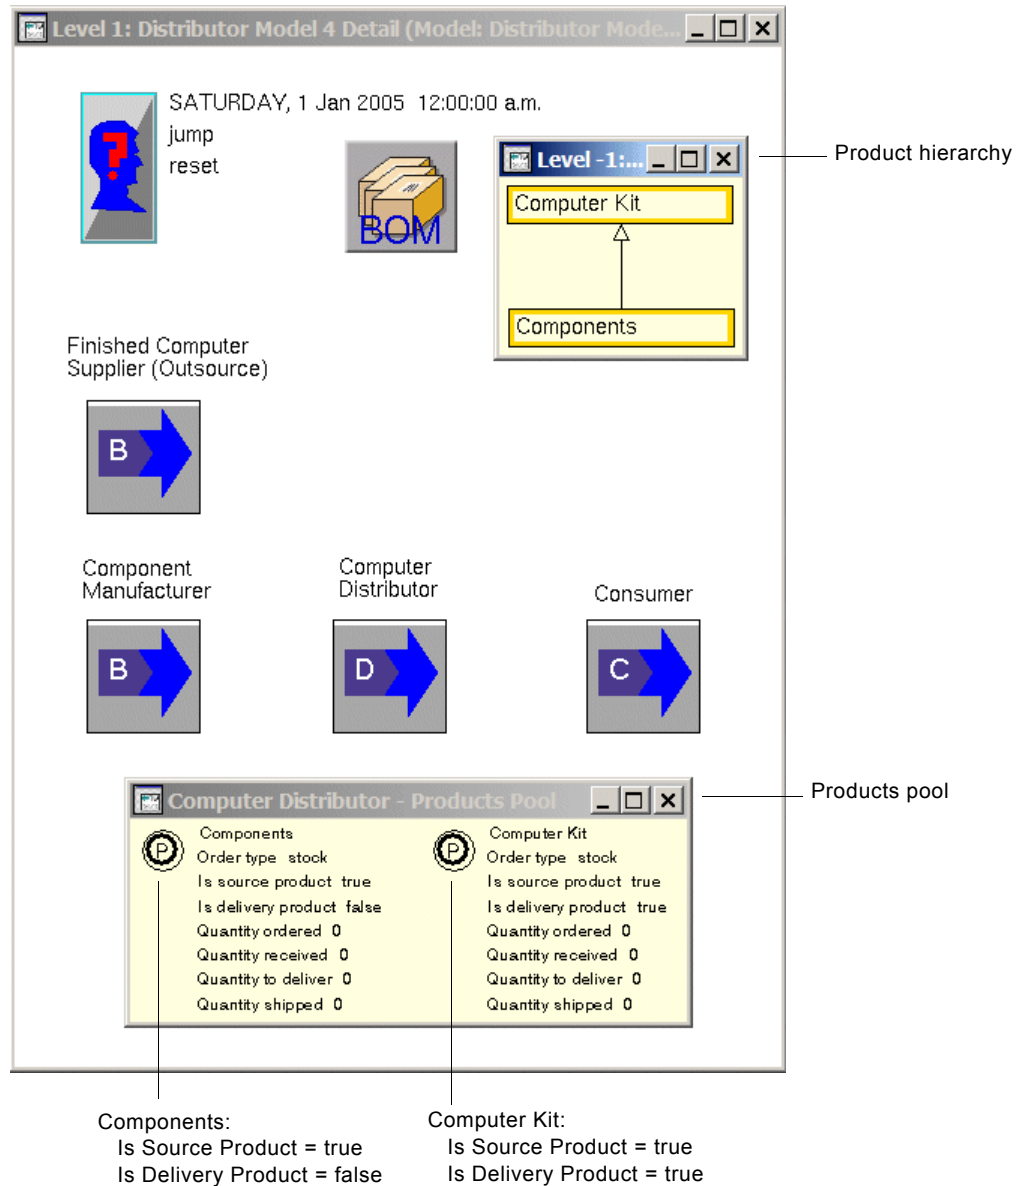 Level 1: Distributor Model 4 Detail (Model: Distributor Mode...
SATURDAY, 1 Jan 2005 12:00:00 a.m.
jump
reset
BOM
Level -1:...
Product hierarchy
Computer Kit
Components
Finished Computer
Supplier (Outsource)
B
Component
Manufacturer
Computer
Distributor
Consumer
B
D
C
Computer Distributor - Products Pool
Products pool
P
Components
Order type stock
Is source product true
Is delivery product false
Quantity ordered 0
Quantity received 0
Quantity to deliver 0
Quantity shipped 0
P
Computer Kit
Order type stock
Is source product true
Is delivery product true
Quantity ordered 0
Quantity received 0
Quantity to deliver 0
Quantity shipped 0
Components:
Is Source Product = true
Is Delivery Product = false
Computer Kit:
Is Source Product = true
Is Delivery Product = true